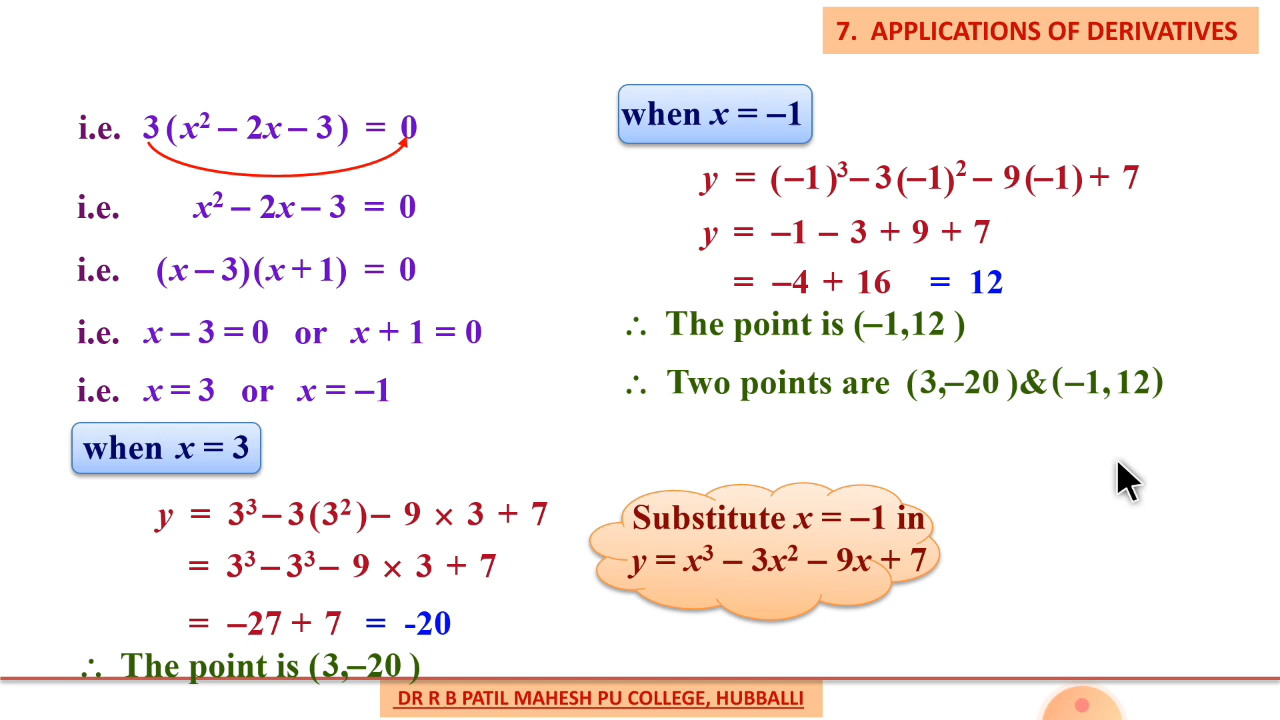 7. APPLICATIONS OF DERIVATIVES
i.e. 3(x² – 2x – 3) = 0
i.e. x² – 2x – 3 = 0
i.e. (x – 3)(x + 1) = 0
i.e. x – 3 = 0 or x + 1 = 0
i.e. x = 3 or x = –1
when x = 3
y = 3³ – 3(3²) – 9 × 3 + 7
= 3³ – 3³ – 9 × 3 + 7
= –27 + 7 = -20
∴ The point is (3,–20 )
when x = –1
y = (–1)³ – 3(–1)² – 9(–1) + 7
y = –1 – 3 + 9 + 7
= –4 + 16 = 12
∴ The point is (–1,12 )
∴ Two points are (3,–20 )&(–1, 12)
Substitute x = –1 in
y = x³ – 3x² – 9x + 7
DR R B PATIL MAHESH PU COLLEGE, HUBBALLI